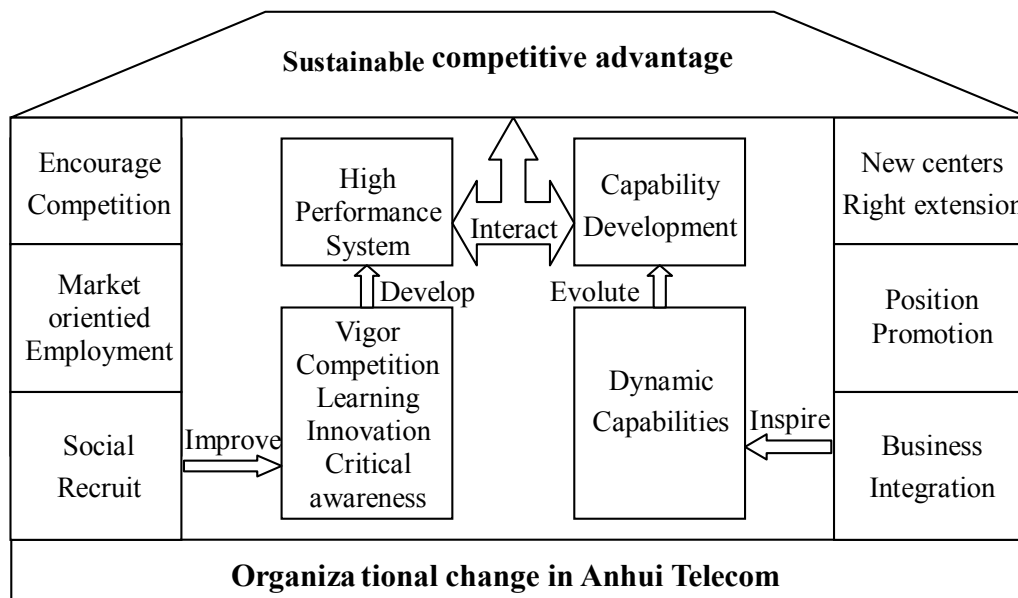 Sustainable competitive advantage
Encourage
Competition
Market
orientied
Employment
Social
Recruit
Improve
High
Performance
System
Develop
Vigor
Competition
Learning
Innovation
Critical
awareness
Interact
Capability
Development
Evolute
Dynamic
Capabilities
Inspire
New centers
Right extension
Position
Promotion
Business
Integration
Organiza tional change in Anhui Telecom